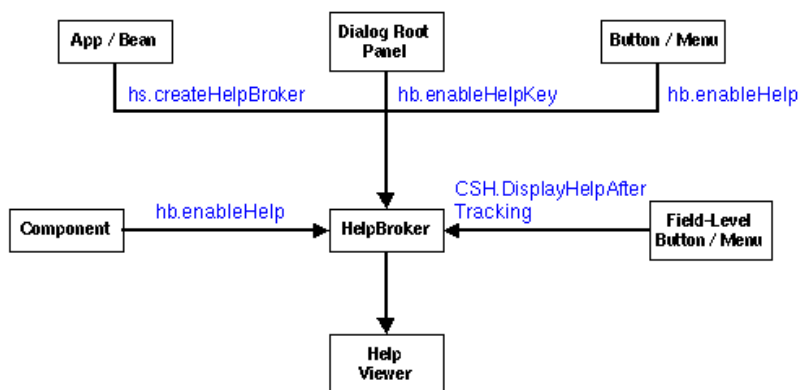 App / Bean
Dialog Root
Panel
Button / Menu
hs.createHelpBroker
hb.enableHelpKey
hb.enableHelp
hb.enableHelp
CSH.DisplayHelpAfter
Tracking
Component
HelpBroker
Field-Level
Button / Menu
Help
Viewer